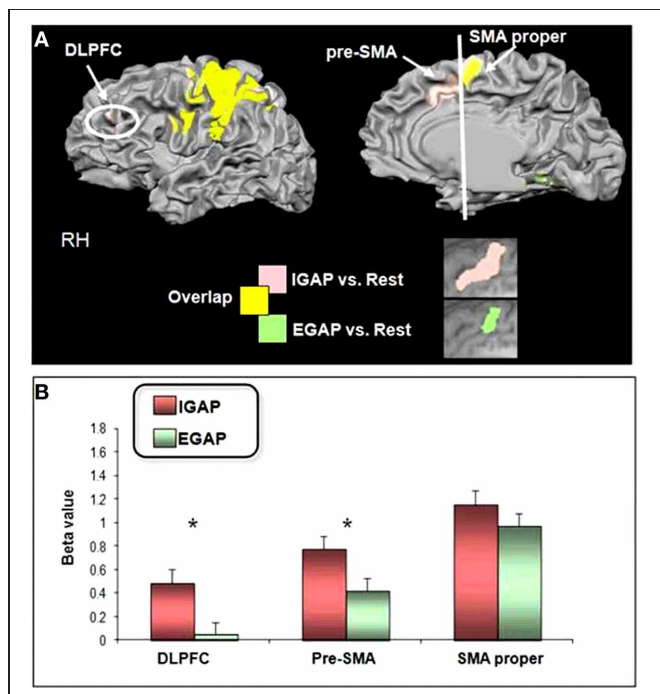 A
DLPFC
pre-SMA
SMA proper
RH
IGAP vs. Rest
Overlap
EGAP vs. Rest
B
IGAP
EGAP
1.8
1.6
1.4
1.2
1
0.8
0.6
0.4
0.2
0
Beta value
*
*
DLPFC
Pre-SMA
SMA proper